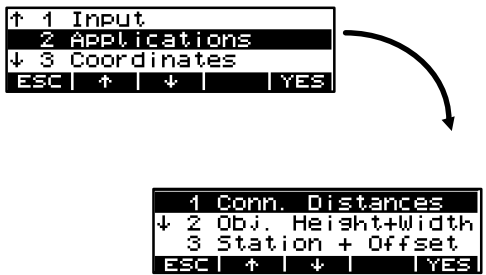 ↑ 1 Input
2 Applications
↓ 3 Coordinates
ESC | ↑ | ↓ | | YES
1 Conn. Distances
↓ 2 Obj. Height+Width
3 Station + Offset
ESC | ↑ | ↓ | | YES